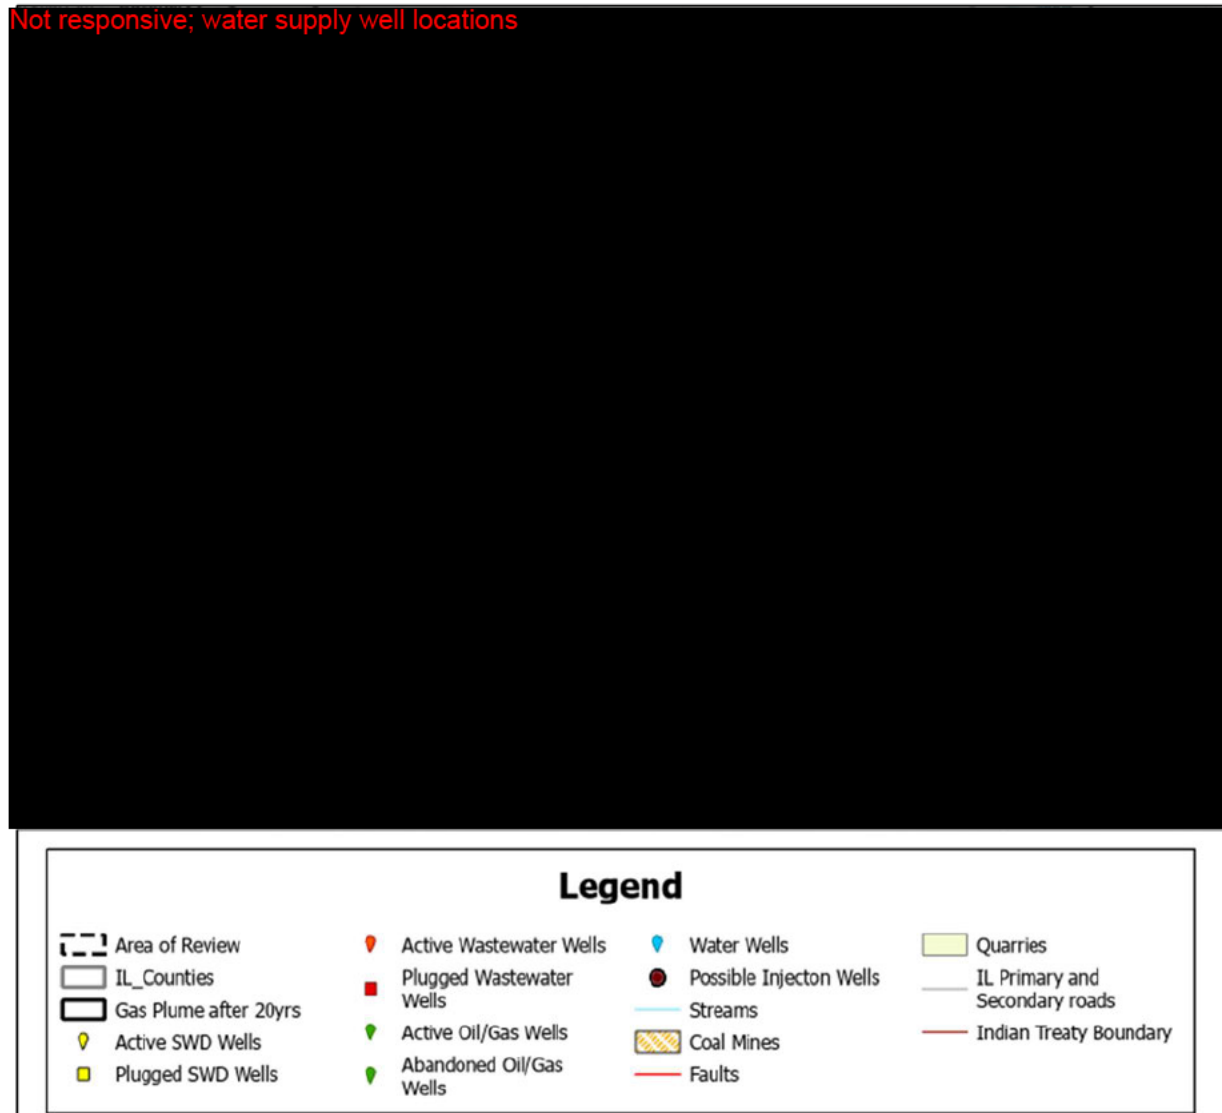 Not responsive; water supply well locations
Legend
Area of Review
IL_Counties
Gas Plume after 20yrs
Active SWD Wells
Plugged SWD Wells
Active Wastewater Wells
Plugged Wastewater
Wells
Active Oil/Gas Wells
Abandoned Oil/Gas
Wells
Water Wells
Possible Injecton Wells
Streams
Coal Mines
Faults
Quarries
IL Primary and
Secondary roads
Indian Treaty Boundary